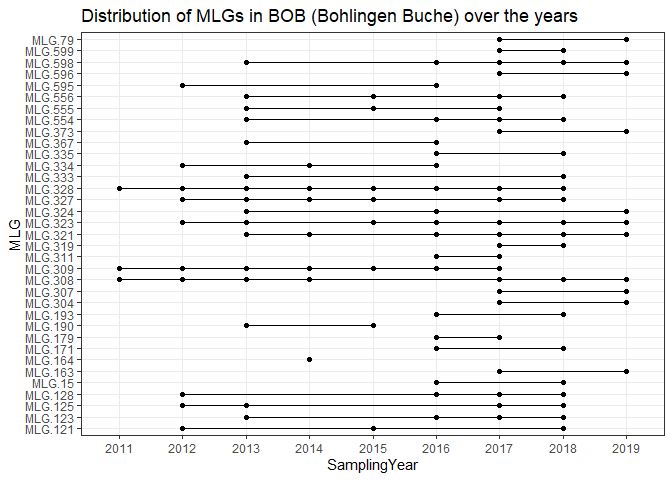 Distribution of MLGs in BOB (Bohlingen Buche) over the years
MLG
MLG.79
MLG.599
MLG.598
MLG.596
MLG.595
MLG.556
MLG.555
MLG.554
MLG.373
MLG.367
MLG.335
MLG.334
MLG.333
MLG.328
MLG.327
MLG.324
MLG.323
MLG.321
MLG.319
MLG.311
MLG.309
MLG.308
MLG.307
MLG.304
MLG.193
MLG.190
MLG.179
MLG.171
MLG.164
MLG.163
MLG.15
MLG.128
MLG.125
MLG.123
MLG.121
2011 2012 2013 2014 2015 2016 2017 2018 2019
SamplingYear